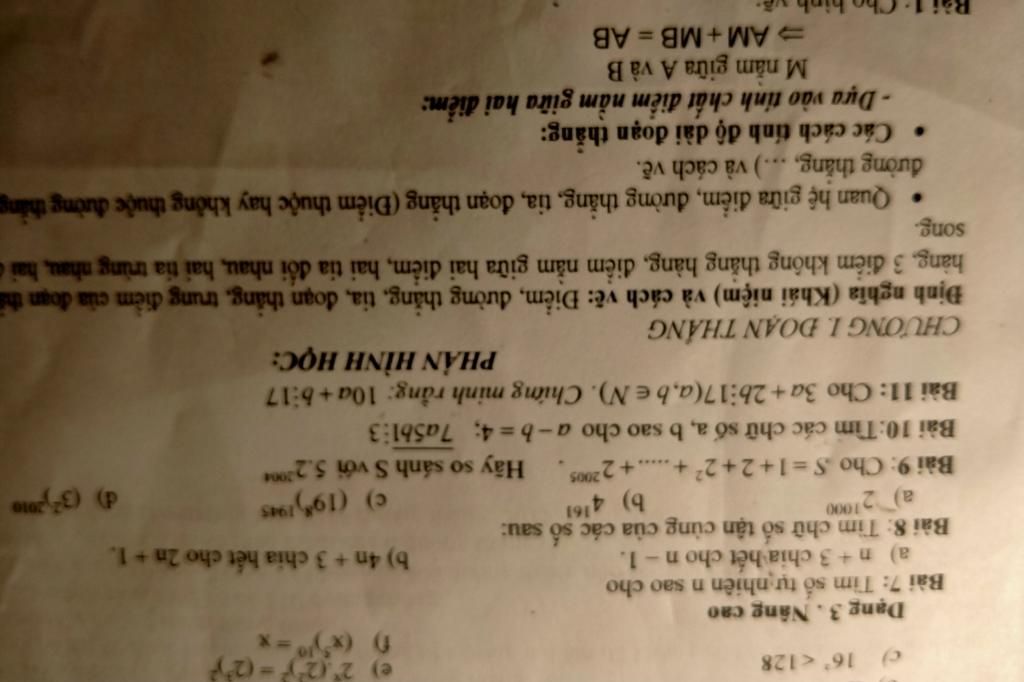 c) 16ˣ < 128
e) 2ˣ.(2²)² = (2³)²
f) (x⁵)¹⁰ = x
Dạng 3. Nâng cao
Bài 7: Tìm số tự nhiên n sao cho
a) n + 3 chia hết cho n – 1. b) 4n + 3 chia hết cho 2n + 1.
Bài 8: Tìm chữ số tận cùng của các số sau:
a) 2¹⁰⁰⁰ b) 4¹⁶¹ c) (19⁸)¹⁹⁴⁵ d) (3²)²⁰¹⁰
Bài 9: Cho S = 1 + 2 + 2² + ...... + 2²⁰⁰⁵. Hãy so sánh S với 5.2²⁰⁰⁴
Bài 10: Tìm các chữ số a, b sao cho a – b = 4; 7a5b1⋮3
Bài 11: Cho 3a + 2b⋮17 (a,b ∈ N). Chứng minh rằng: 10a + b⋮17
PHẦN HÌNH HỌC:
CHƯƠNG I. ĐOẠN THẲNG
Định nghĩa (Khái niệm) và cách vẽ: Điểm, đường thẳng, tia, đoạn thẳng, trung điểm của đoạn
hàng, 3 điểm không thẳng hàng, điểm nằm giữa hai điểm, hai tia đối nhau, hai tia trùng nhau, hai
song.
• Quan hệ giữa điểm, đường thẳng, tia, đoạn thẳng (Điểm thuộc hay không thuộc đường thẳng
đường thẳng, …) và cách vẽ.
• Các cách tính độ dài đoạn thẳng:
- Dựa vào tính chất điểm nằm giữa hai điểm:
M nằm giữa A và B
⇒ AM + MB = AB
Bài 1: Cho hình vẽ: